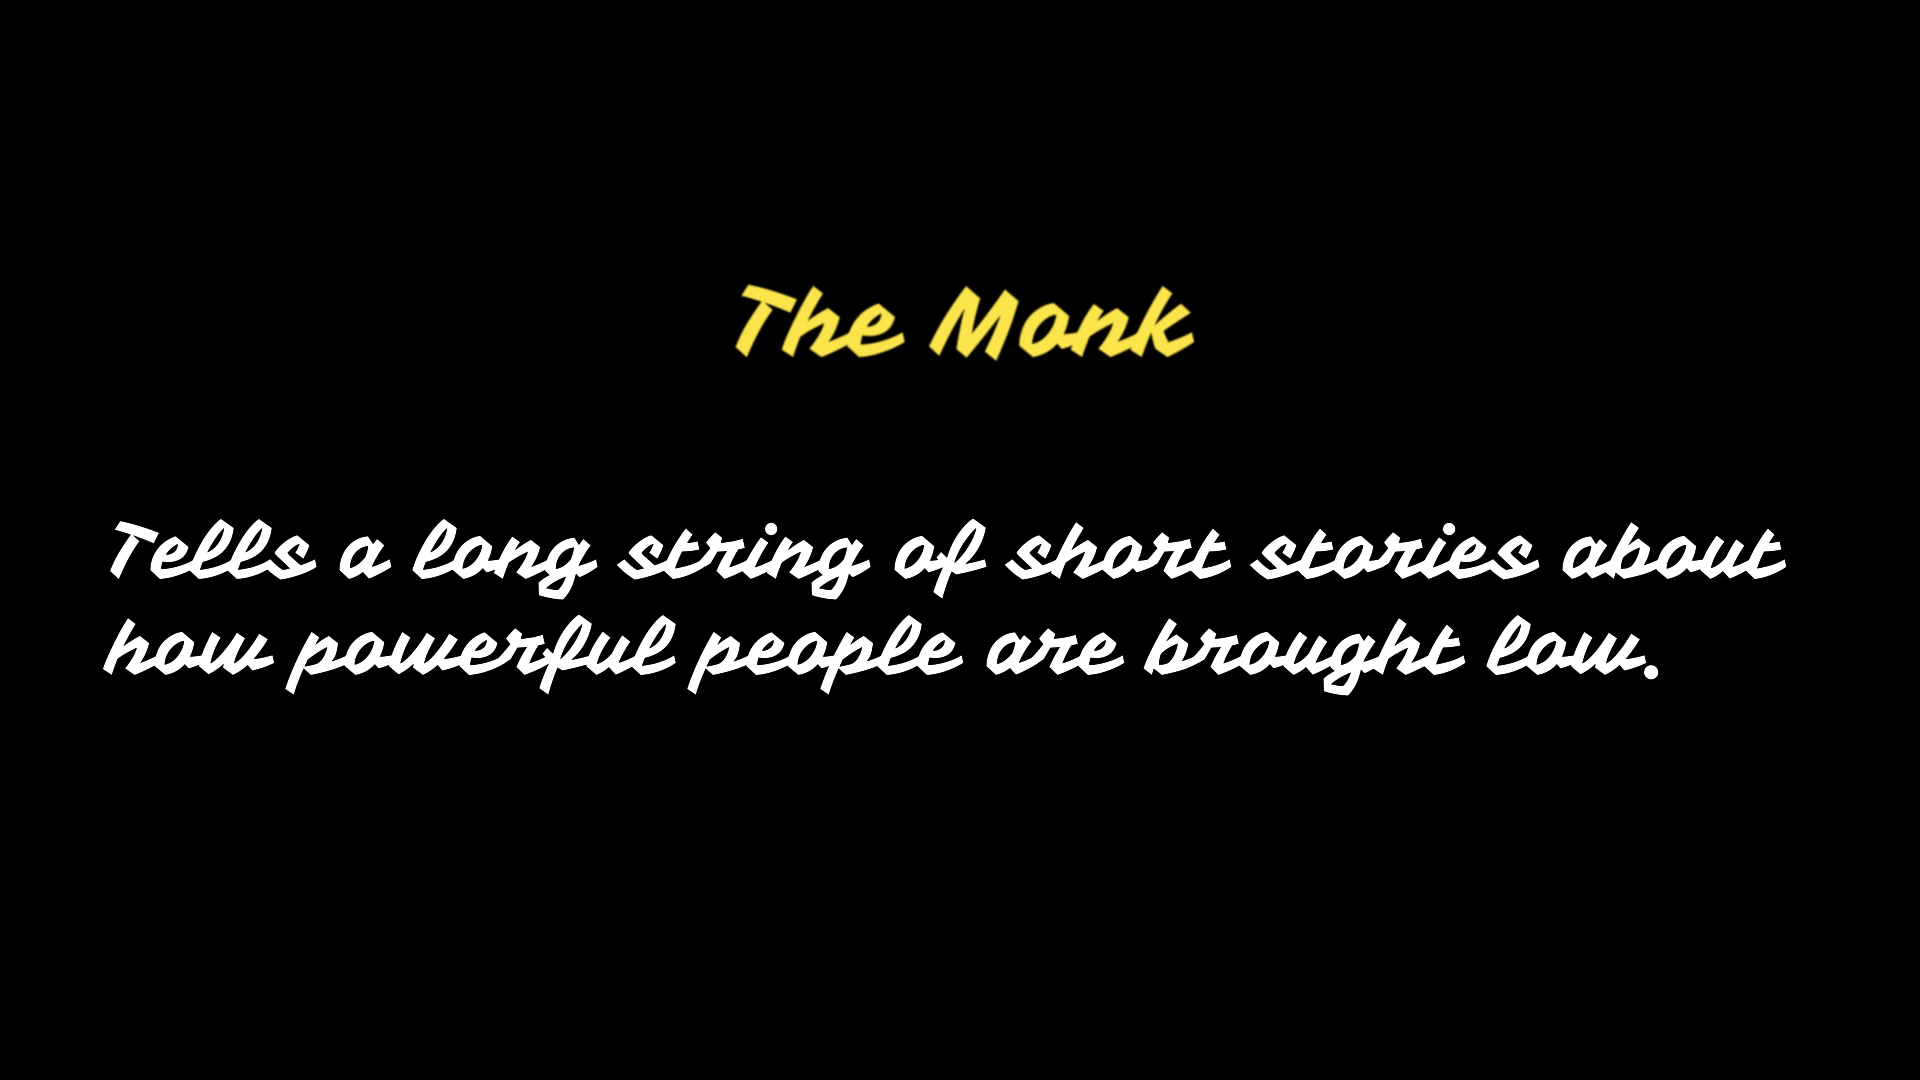 The Monk
Tells a long string of short stories about
how powerful people are brought low.